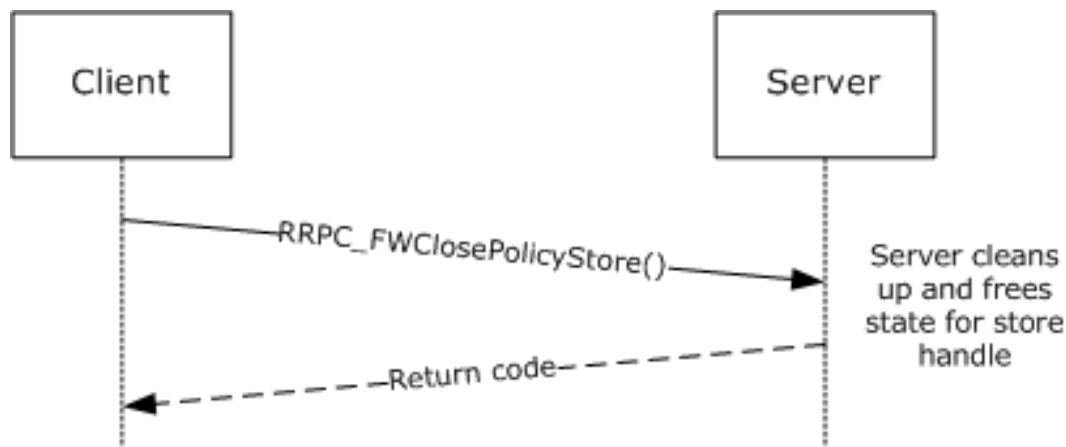 Client
Server
RRPC_FWClosePolicyStore()
Server cleans
up and frees
state for store
handle
Return code